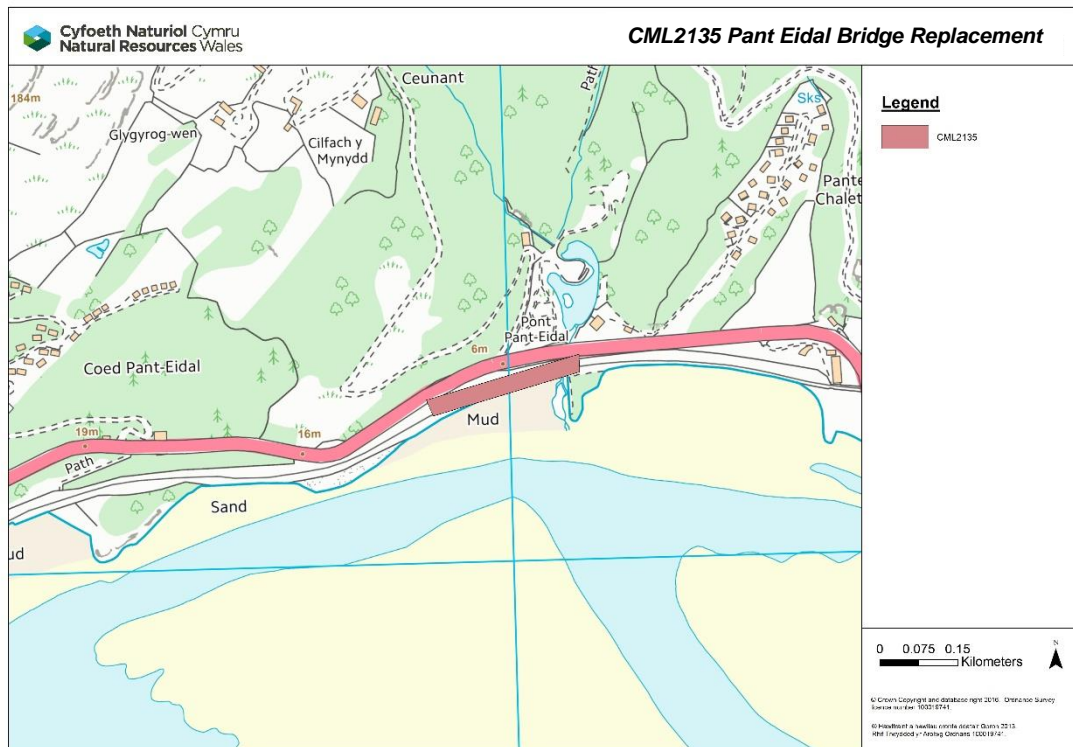 Cyfoeth Naturiol Cymru
Natural Resources Wales
CML2135 Pant Eidal Bridge Replacement
184m
Ceunant
Path
Sks
Glygyrog-wen
Cilfach y
Mynydd
Pante
Chalet
Pont
Pant-Eidal
6m
Coed Pant-Eidal
Mud
19m
16m
Path
Sand
ud
Legend
CML2135
0 0.075 0.15
Kilometers
N
© Crown Copyright and database right 2016. Ordnance Survey
licence number 100019741.